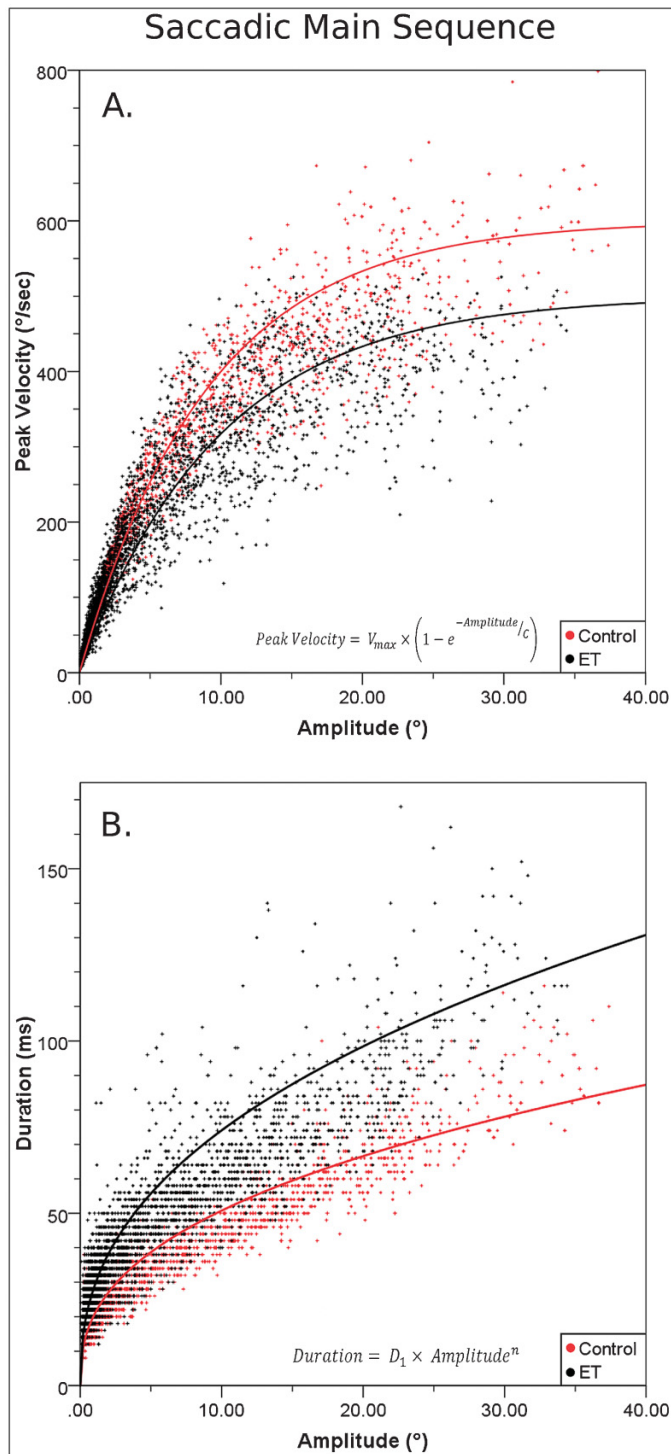 Saccadic Main Sequence
A.
800
600
400
200
0
Peak Velocity (°/sec)
Peak Velocity = V_max × (1 − e^(−Amplitude/C))
Control
ET
.00 10.00 20.00 30.00 40.00
Amplitude (°)
B.
150
100
50
0
Duration (ms)
Duration = D₁ × Amplitudeⁿ
Control
ET
.00 10.00 20.00 30.00 40.00
Amplitude (°)